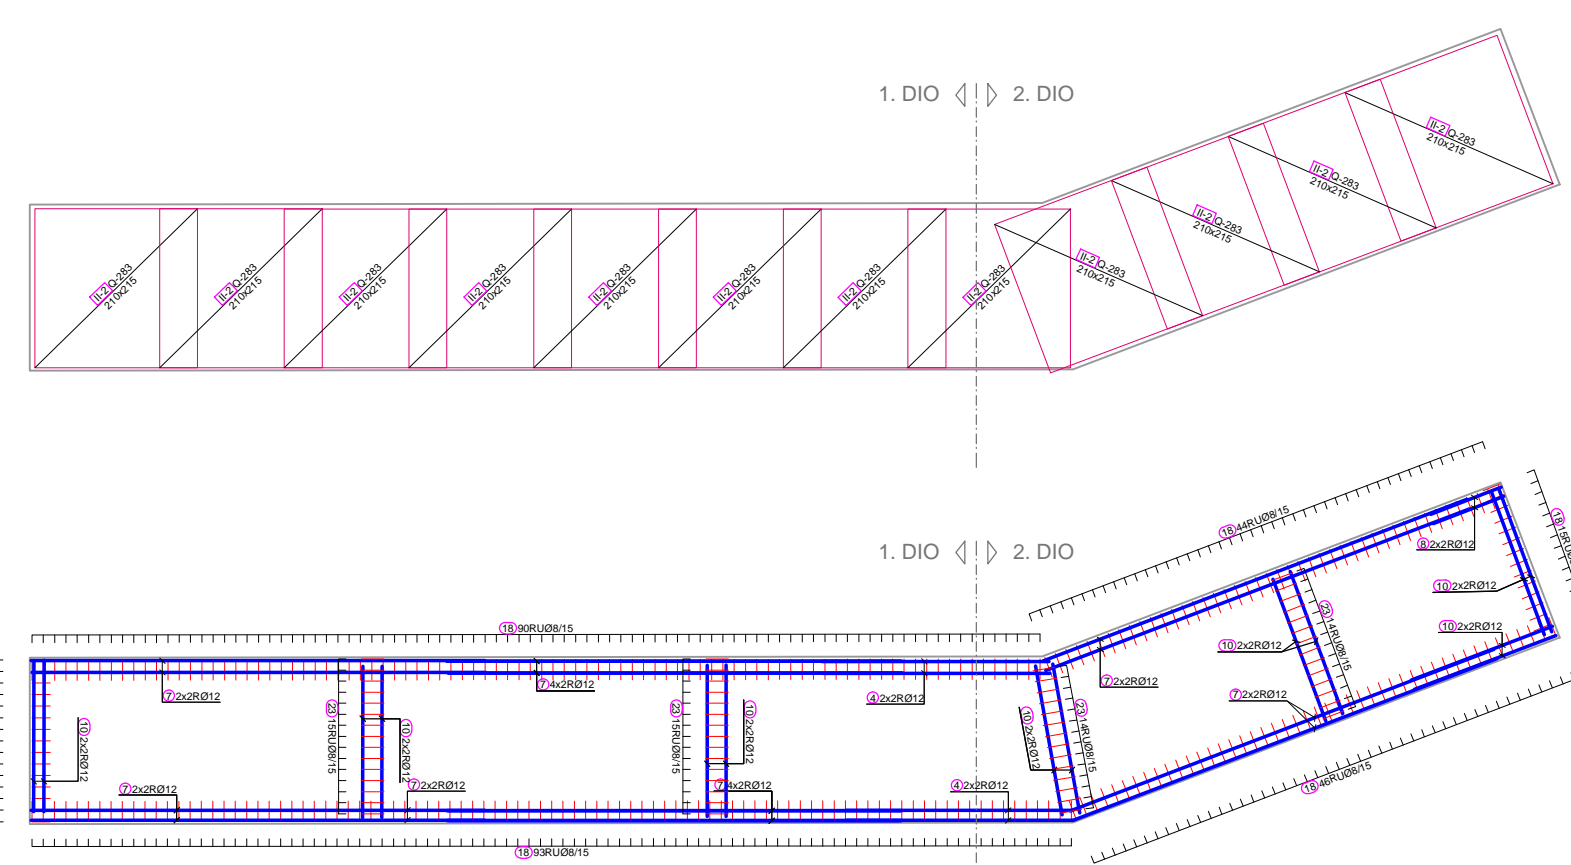 1. DIO 2. DIO
II-2 Q-283
210x215
II-2 Q-283
210x215
II-2 Q-283
210x215
II-2 Q-283
210x215
II-2 Q-283
210x215
II-2 Q-283
210x215
II-2 Q-283
210x215
II-2 Q-283
210x215
II-2 Q-283
210x215
II-2 Q-283
210x215
II-2 Q-283
210x215
II-2 Q-283
210x215
1. DIO 2. DIO
18 44RUØ8/15
18 15RUØ
8 2x2RØ12
10 2x2RØ12
10 2x2RØ12
23 14RUØ8/15
10 2x2RØ12
7 2x2RØ12
7 2x2RØ12
18 46RUØ8/15
18 90RUØ8/15
7 2x2RØ12
7 4x2RØ12
4 2x2RØ12
10 2x2RØ12
23 15RUØ8/15
10 2x2RØ12
23 15RUØ8/15
10 2x2RØ12
10 2x2RØ12
23 14RUØ8/15
7 2x2RØ12
7 2x2RØ12
7 4x2RØ12
4 2x2RØ12
18 93RUØ8/15